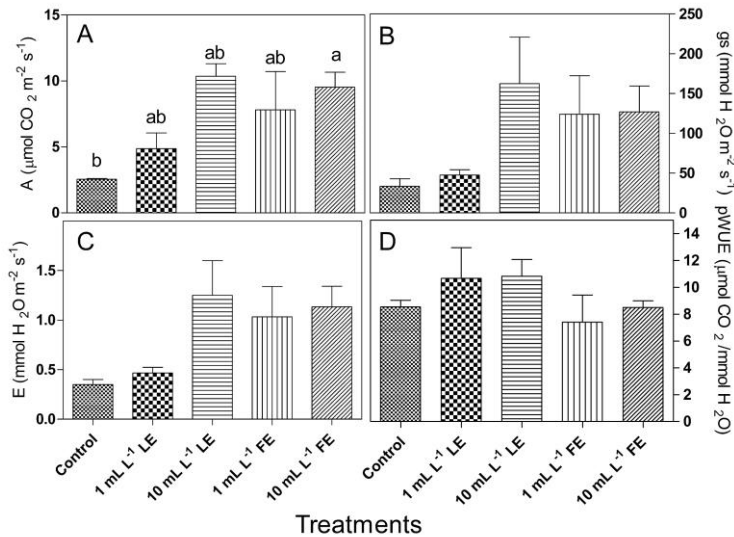 A
A (μmol CO 2 m-2 s-1)
15
10
5
0
b
ab
ab
ab
a
B
gs (mmol H 2O m-2 s-1)
250
200
150
100
50
0
C
E (mmol H 2O m-2 s-1)
1.5
1.0
0.5
0.0
D
pWUE (μmol CO 2 /mmol H 2O)
14
12
10
8
6
4
2
0
Control
1 mL L-1 LE
10 mL L-1 LE
1 mL L-1 FE
10 mL L-1 FE
Control
1 mL L-1 LE
10 mL L-1 LE
1 mL L-1 FE
10 mL L-1 FE
Treatments